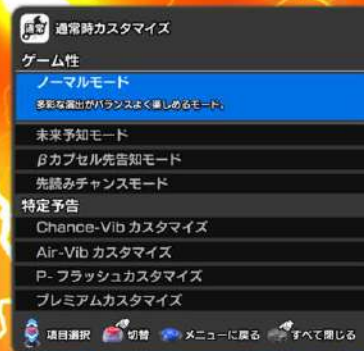 通常 通常時カスタマイズ
ゲーム性
ノーマルモード
多彩な演出がバランスよく楽しめるモード。
未来予知モード
βカプセル先告知モード
先読みチャンスモード
特定予告
Chance-Vib カスタマイズ
Air-Vib カスタマイズ
P-フラッシュカスタマイズ
プレミアムカスタマイズ
項目選択 切替 メニューに戻る すべて閉じる